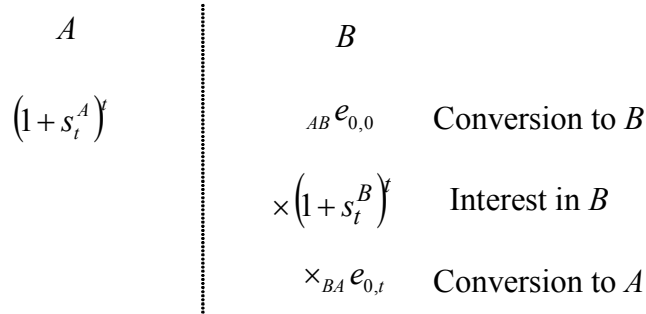 A B
(1 + s_t^A)^t _{AB}e_{0,0} Conversion to B
×(1 + s_t^B)^t Interest in B
×_{BA}e_{0,t} Conversion to A